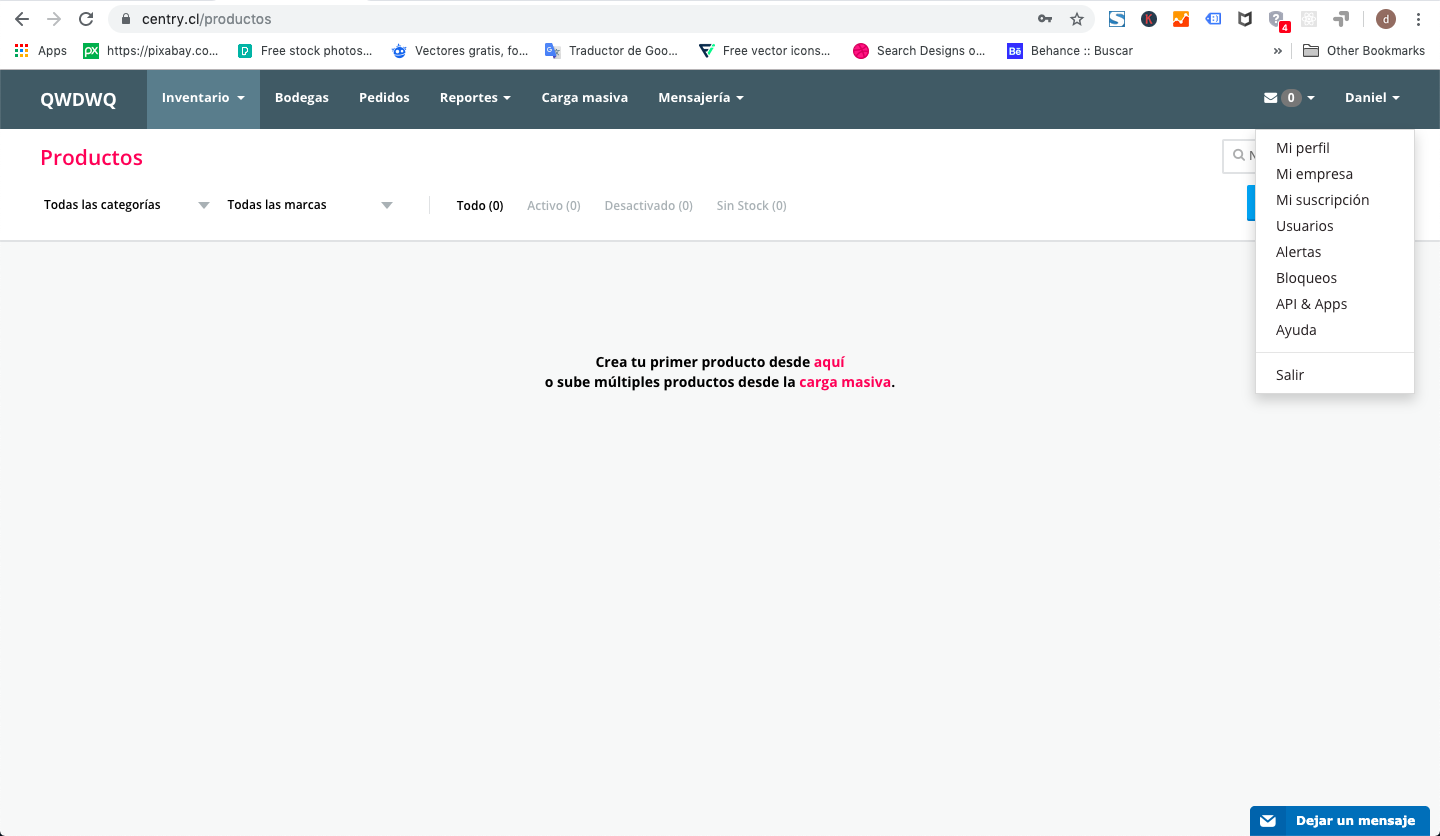 centry.cl/productos
4
d
Apps
px
https://pixabay.co...
Free stock photos...
Vectores gratis, fo...
Traductor de Goo...
Free vector icons...
Search Designs o...
Bē
Behance :: Buscar
»
Other Bookmarks
QWDWQ
Inventario
Bodegas
Pedidos
Reportes
Carga masiva
Mensajería
0
Daniel
Productos
N
Todas las categorías
Todas las marcas
Todo (0)
Activo (0)
Desactivado (0)
Sin Stock (0)
Mi perfil
Mi empresa
Mi suscripción
Usuarios
Alertas
Bloqueos
API & Apps
Ayuda
Salir
Crea tu primer producto desde aquí
o sube múltiples productos desde la carga masiva.
Dejar un mensaje